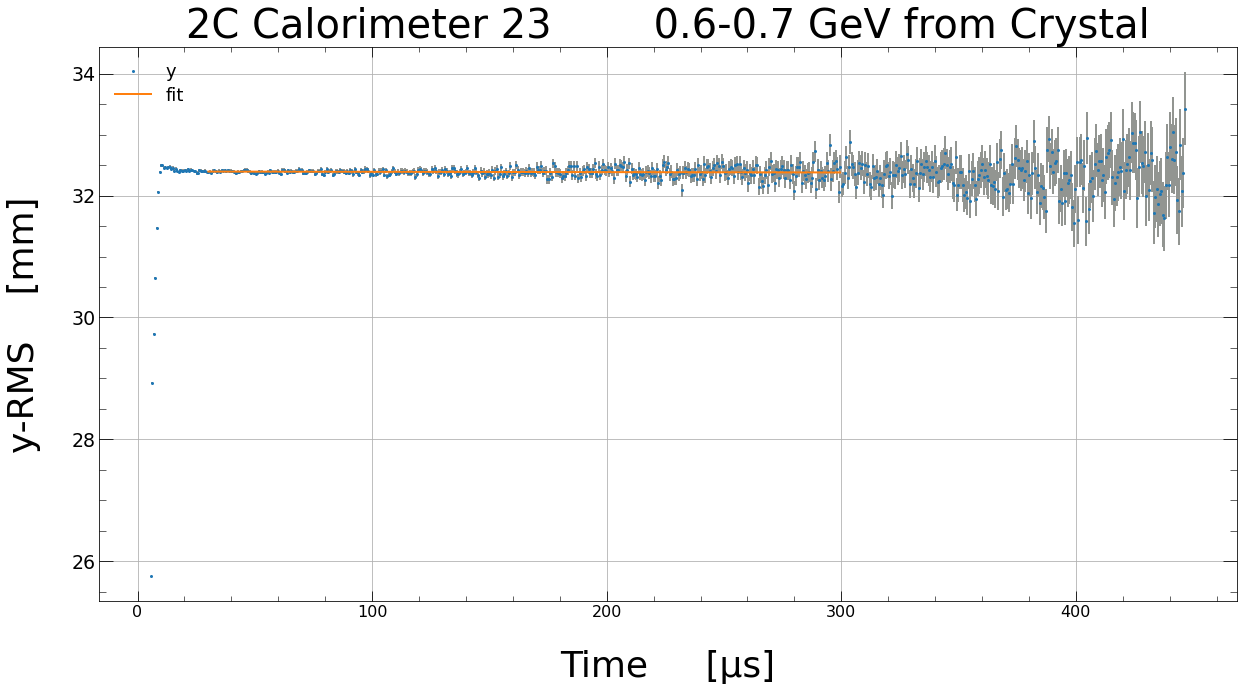 2C Calorimeter 23 0.6-0.7 GeV from Crystal
y
fit
34
32
30
28
26
y-RMS [mm]
0 100 200 300 400
Time [µs]